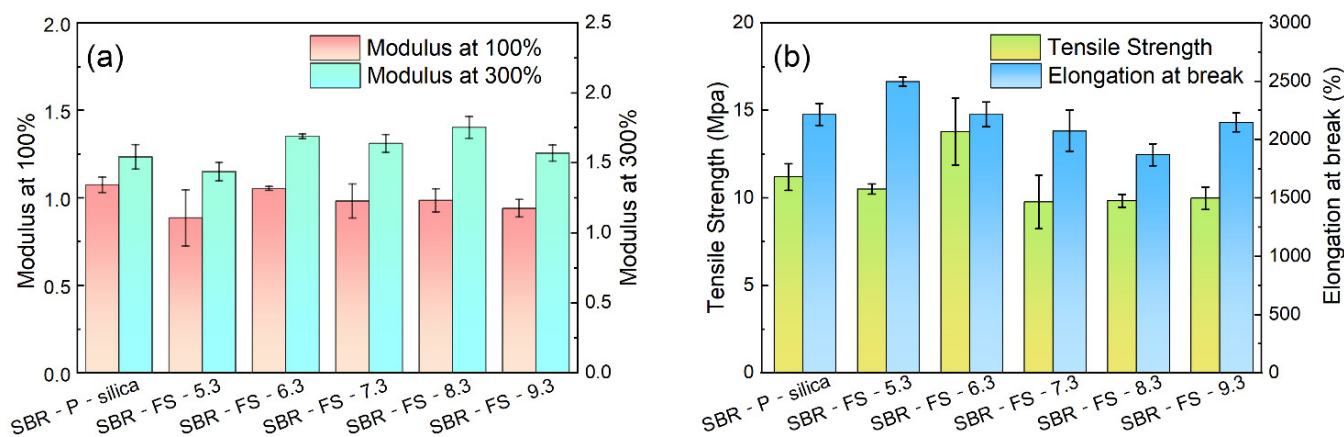 (a)
Modulus at 100%
Modulus at 300%
Modulus at 100%
2.0
1.5
1.0
0.5
0.0
Modulus at 300%
2.5
2.0
1.5
1.0
0.5
0.0
SBR - P - silica
SBR - FS - 5.3
SBR - FS - 6.3
SBR - FS - 7.3
SBR - FS - 8.3
SBR - FS - 9.3
(b)
Tensile Strength
Elongation at break
Tensile Strength (Mpa)
20
15
10
5
0
Elongation at break (%)
3000
2500
2000
1500
1000
500
0
SBR - P - silica
SBR - FS - 5.3
SBR - FS - 6.3
SBR - FS - 7.3
SBR - FS - 8.3
SBR - FS - 9.3